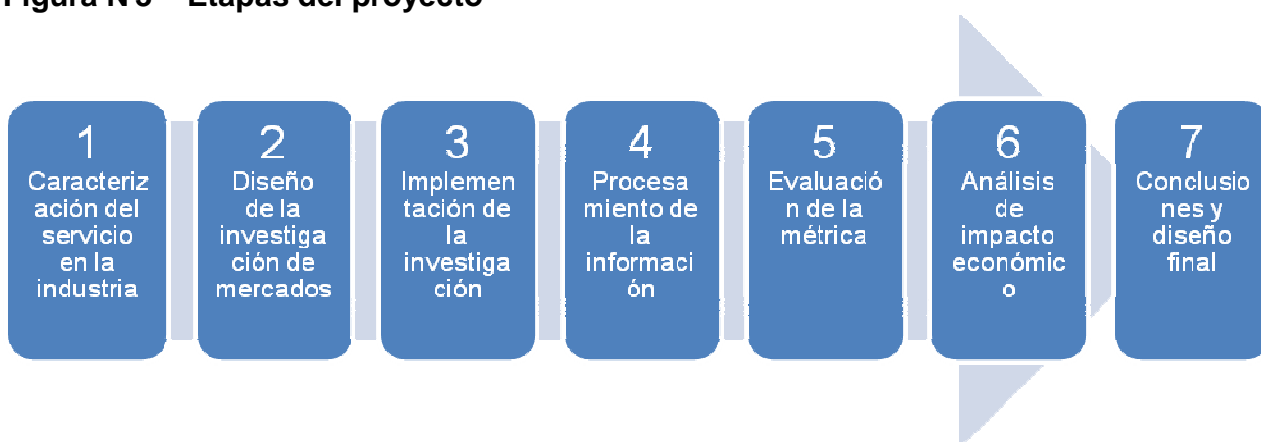 Etapas del proyecto
1
Caracteriz
ación del
servicio
en la
industria
2
Diseño
de la
investiga
ción de
mercados
3
Implemen
tación de
la
investiga
ción
4
Procesa
miento de
la
informaci
ón
5
Evaluació
n de la
métrica
6
Análisis
de
impacto
económic
o
7
Conclusio
nes y
diseño
final